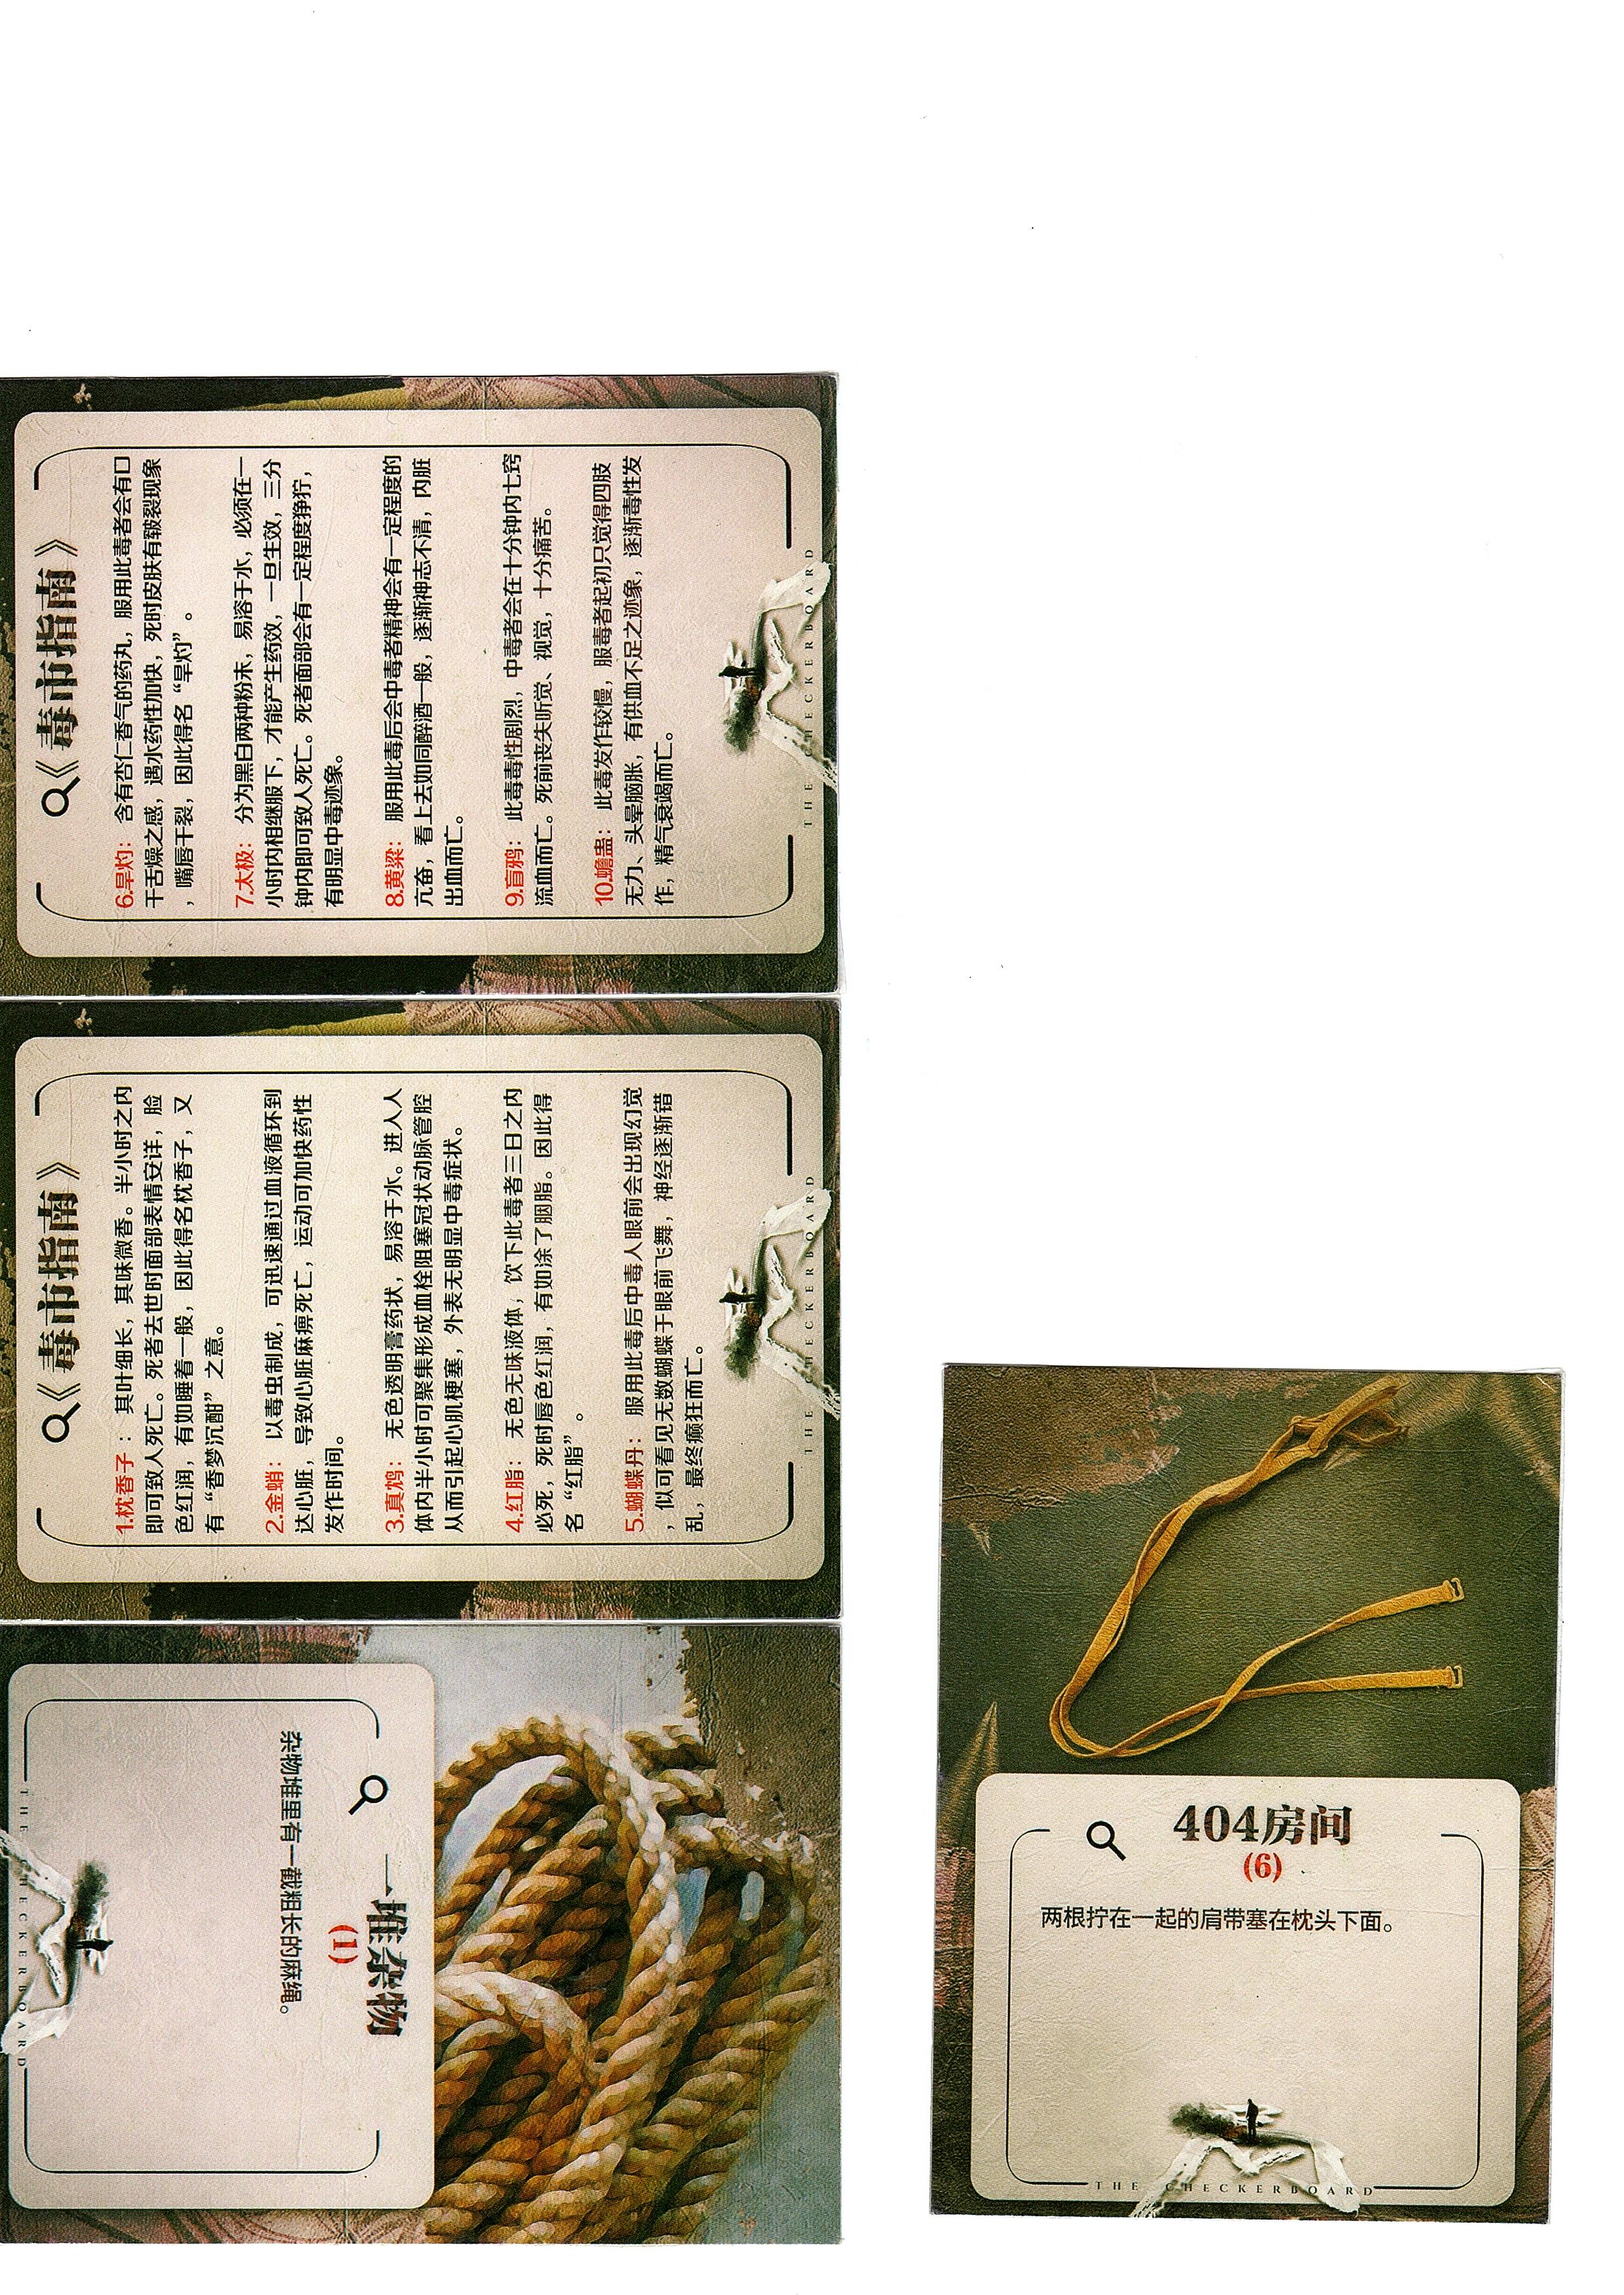 404房间
(6)
两根拧在一起的肩带塞在枕头下面。
THE CHECKERBOARD
《毒市指南》
6.旱灼：含有杏仁香气的药丸，服用此毒者会有口
干舌燥之感，遇水药性加快，死时皮肤有皲裂现象
，嘴唇干裂，因此得名“旱灼”。
7.太极：分为黑白两种粉末，易溶于水，必须在一
小时内相继服下，才能产生药效，一旦生效，三分
钟内即可致人死亡。死者面部会有一定程度狰狞，
有明显中毒迹象。
8.黄粱：服用此毒后会中毒者精神会有一定程度的
亢奋，看上去如同醉酒一般，逐渐神志不清，内脏
出血而亡。
9.盲鸦：此毒毒性剧烈，中毒者会在十分钟内七窍
流血而亡。死前丧失听觉、视觉，十分痛苦。
10.蟾蛊：此毒发作较慢，服毒者起初只觉得四肢
无力、头晕脑胀，有供血不足之迹象，逐渐毒性发
作，精气衰竭而亡。
THE CHECKERBOARD
《毒市指南》
1.枕香子：其叶细长，其味微香。半小时之内
即可致人死亡。死者去世时面部表情安详，脸
色红润，有如睡着一般，因此得名枕香子，又
有“香梦沉酣”之意。
2.金蛸：以毒虫制成，可迅速通过血液循环到
达心脏，导致心脏麻痹死亡，运动可加快药性
发作时间。
3.真鸩：无色透明膏药状，易溶于水。进入人
体内半小时可聚集形成血栓阻塞冠状动脉管腔
从而引起心肌梗塞，外表无明显中毒症状。
4.红脂：无色无味液体，饮下此毒者三日之内
必死，死时唇色红润，有如涂了胭脂。因此得
名“红脂”。
5.蝴蝶丹：服用此毒后中毒人眼前会出现幻觉
，似可看见无数蝴蝶于眼前飞舞，神经逐渐错
乱，最终癫狂而亡。
THE CHECKERBOARD
一堆杂物
(1)
杂物堆里有一截粗长的麻绳。
THE CHECKERBOARD